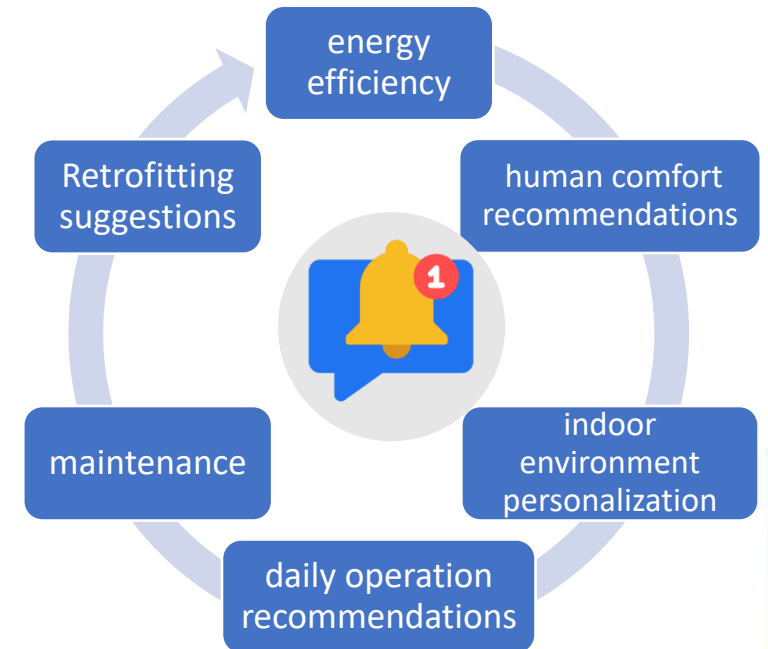 energy
efficiency
human comfort
recommendations
indoor
environment
personalization
daily operation
recommendations
maintenance
Retrofitting
suggestions
1